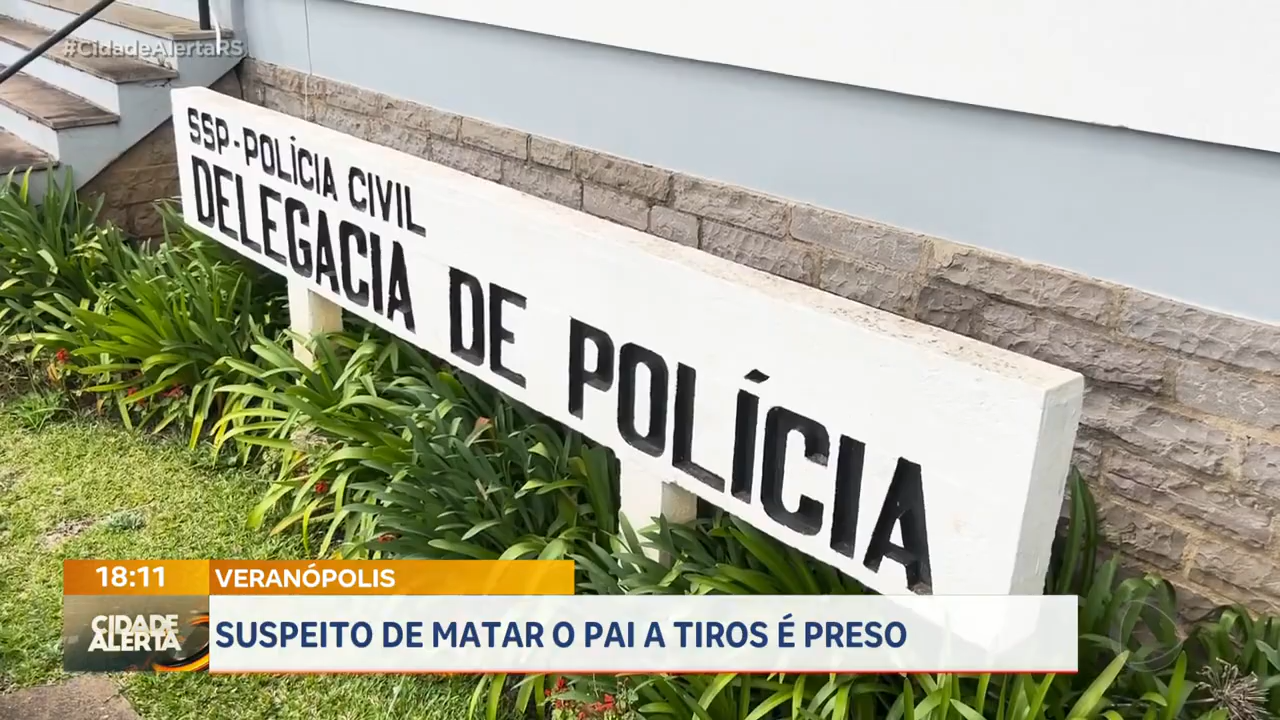 #CidadeAlertaRS
SSP-POLÍCIA CIVIL
DELEGACIA DE POLÍCIA
18:11
VERANÓPOLIS
CIDADE
ALERTA
SUSPEITO DE MATAR O PAI A TIROS É PRESO